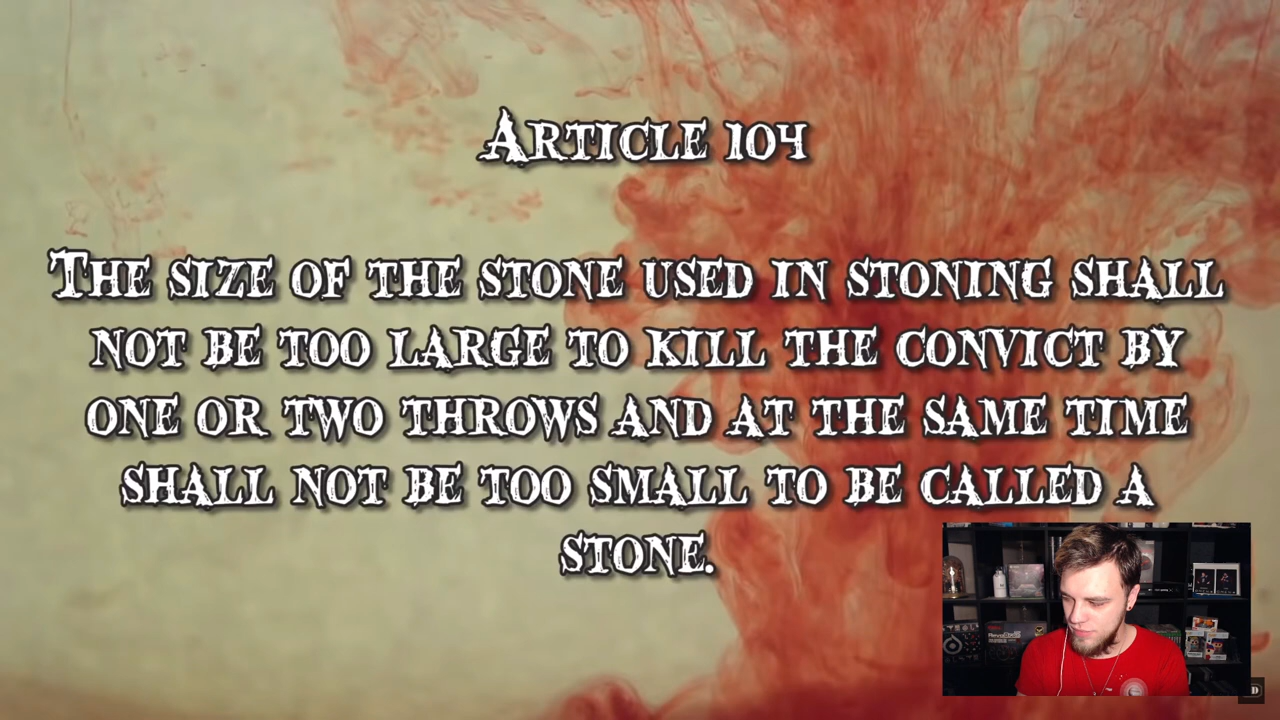 Article 104
The size of the stone used in stoning shall
not be too large to kill the convict by
one or two throws and at the same time
shall not be too small to be called a
stone.